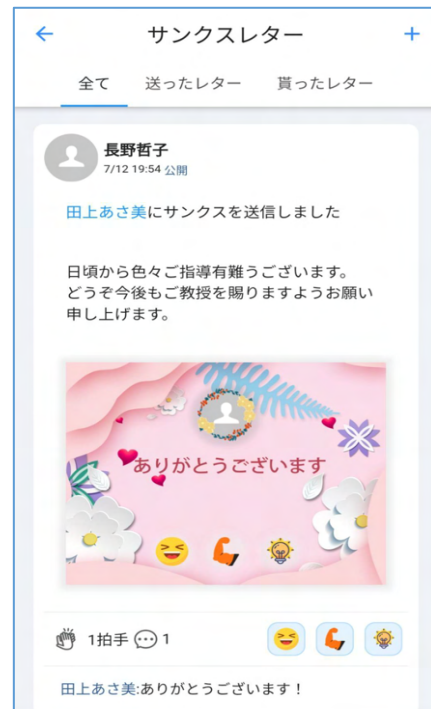 サンクスレター
全て 送ったレター 貰ったレター
長野哲子
7/12 19:54 公開
田上あさ美にサンクスを送信しました
日頃から色々ご指導有難うございます。
どうぞ今後もご教授を賜りますようお願い
申し上げます。
ありがとうございます
1拍手 1
田上あさ美:ありがとうございます！